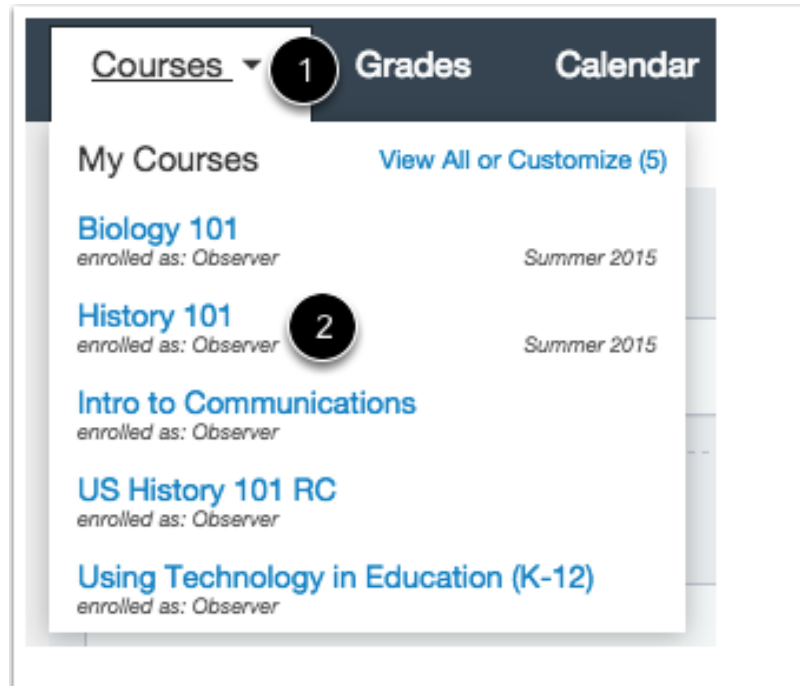 Courses 1 Grades Calendar
My Courses View All or Customize (5)
Biology 101
enrolled as: Observer Summer 2015
History 101 2
enrolled as: Observer Summer 2015
Intro to Communications
enrolled as: Observer
US History 101 RC
enrolled as: Observer
Using Technology in Education (K-12)
enrolled as: Observer